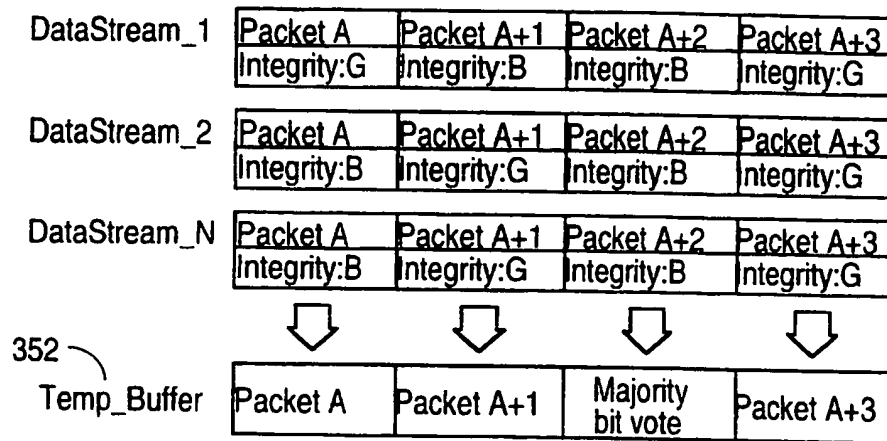 DataStream_1 Packet A Packet A+1 Packet A+2 Packet A+3
Integrity:G Integrity:B Integrity:B Integrity:G
DataStream_2 Packet A Packet A+1 Packet A+2 Packet A+3
Integrity:B Integrity:G Integrity:B Integrity:G
DataStream_N Packet A Packet A+1 Packet A+2 Packet A+3
Integrity:B Integrity:G Integrity:B Integrity:G
352
Temp_Buffer Packet A Packet A+1 Majority bit vote Packet A+3